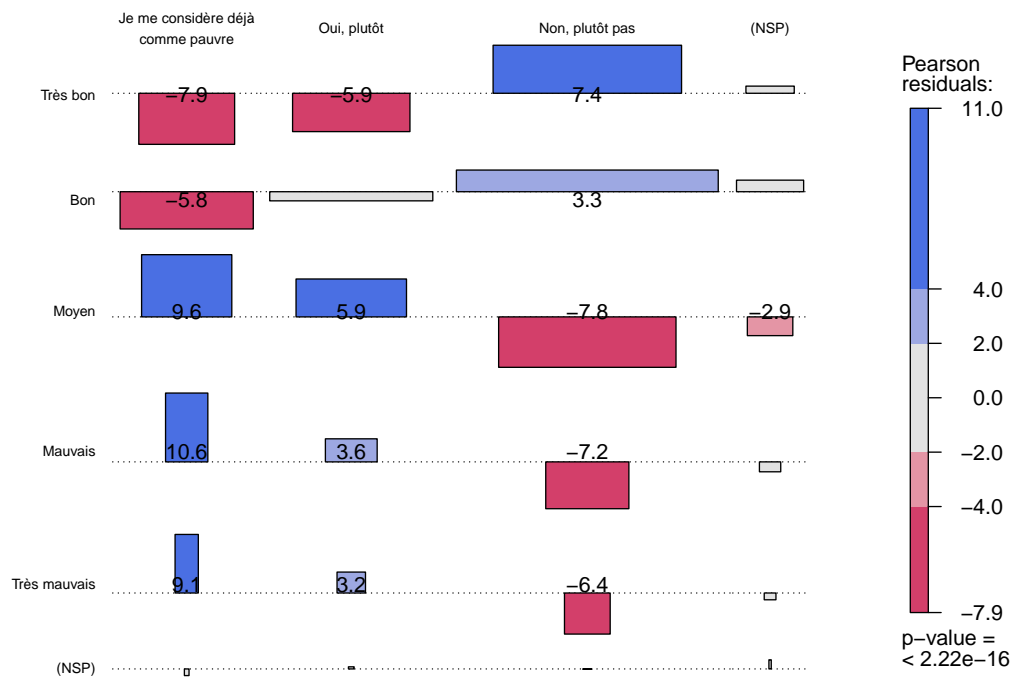 Je me considère déjà
comme pauvre
Oui, plutôt
Non, plutôt pas
(NSP)
Très bon
−7.9
−5.9
7.4
Bon
−5.8
3.3
Moyen
9.6
5.9
−7.8
−2.9
Mauvais
10.6
3.6
−7.2
Très mauvais
9.1
3.2
−6.4
(NSP)
Pearson
residuals:
11.0
4.0
2.0
0.0
−2.0
−4.0
−7.9
p−value =
< 2.22e−16